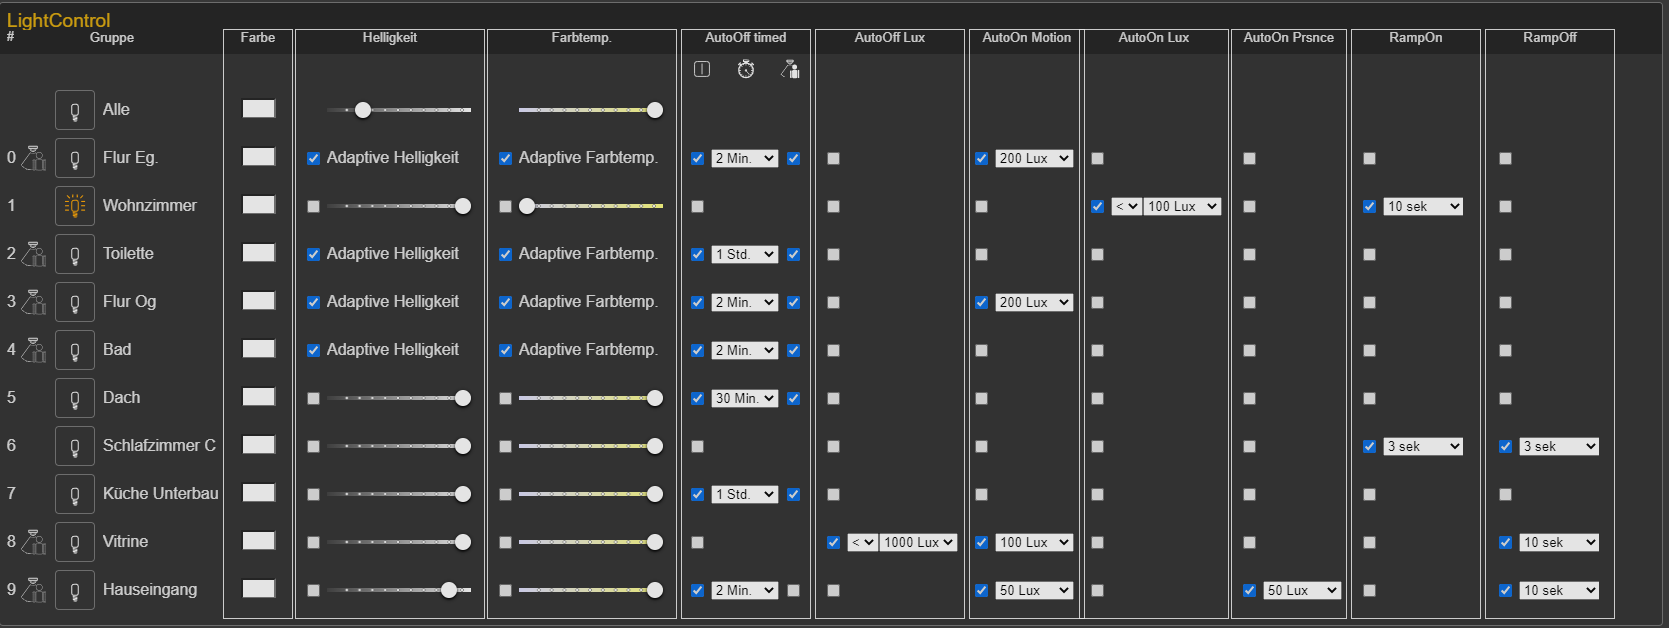 LightControl
# Gruppe Farbe Helligkeit Farbtemp. AutoOff timed AutoOff Lux AutoOn Motion AutoOn Lux AutoOn Prsnce RampOn RampOff
Alle
0 Flur Eg. Adaptive Helligkeit Adaptive Farbtemp. 2 Min. 200 Lux
1 Wohnzimmer < 100 Lux 10 sek
2 Toilette Adaptive Helligkeit Adaptive Farbtemp. 1 Std.
3 Flur Og Adaptive Helligkeit Adaptive Farbtemp. 2 Min. 200 Lux
4 Bad Adaptive Helligkeit Adaptive Farbtemp. 2 Min.
5 Dach 30 Min.
6 Schlafzimmer C 3 sek 3 sek
7 Küche Unterbau 1 Std.
8 Vitrine < 1000 Lux 100 Lux 10 sek
9 Hauseingang 2 Min. 50 Lux 50 Lux 10 sek